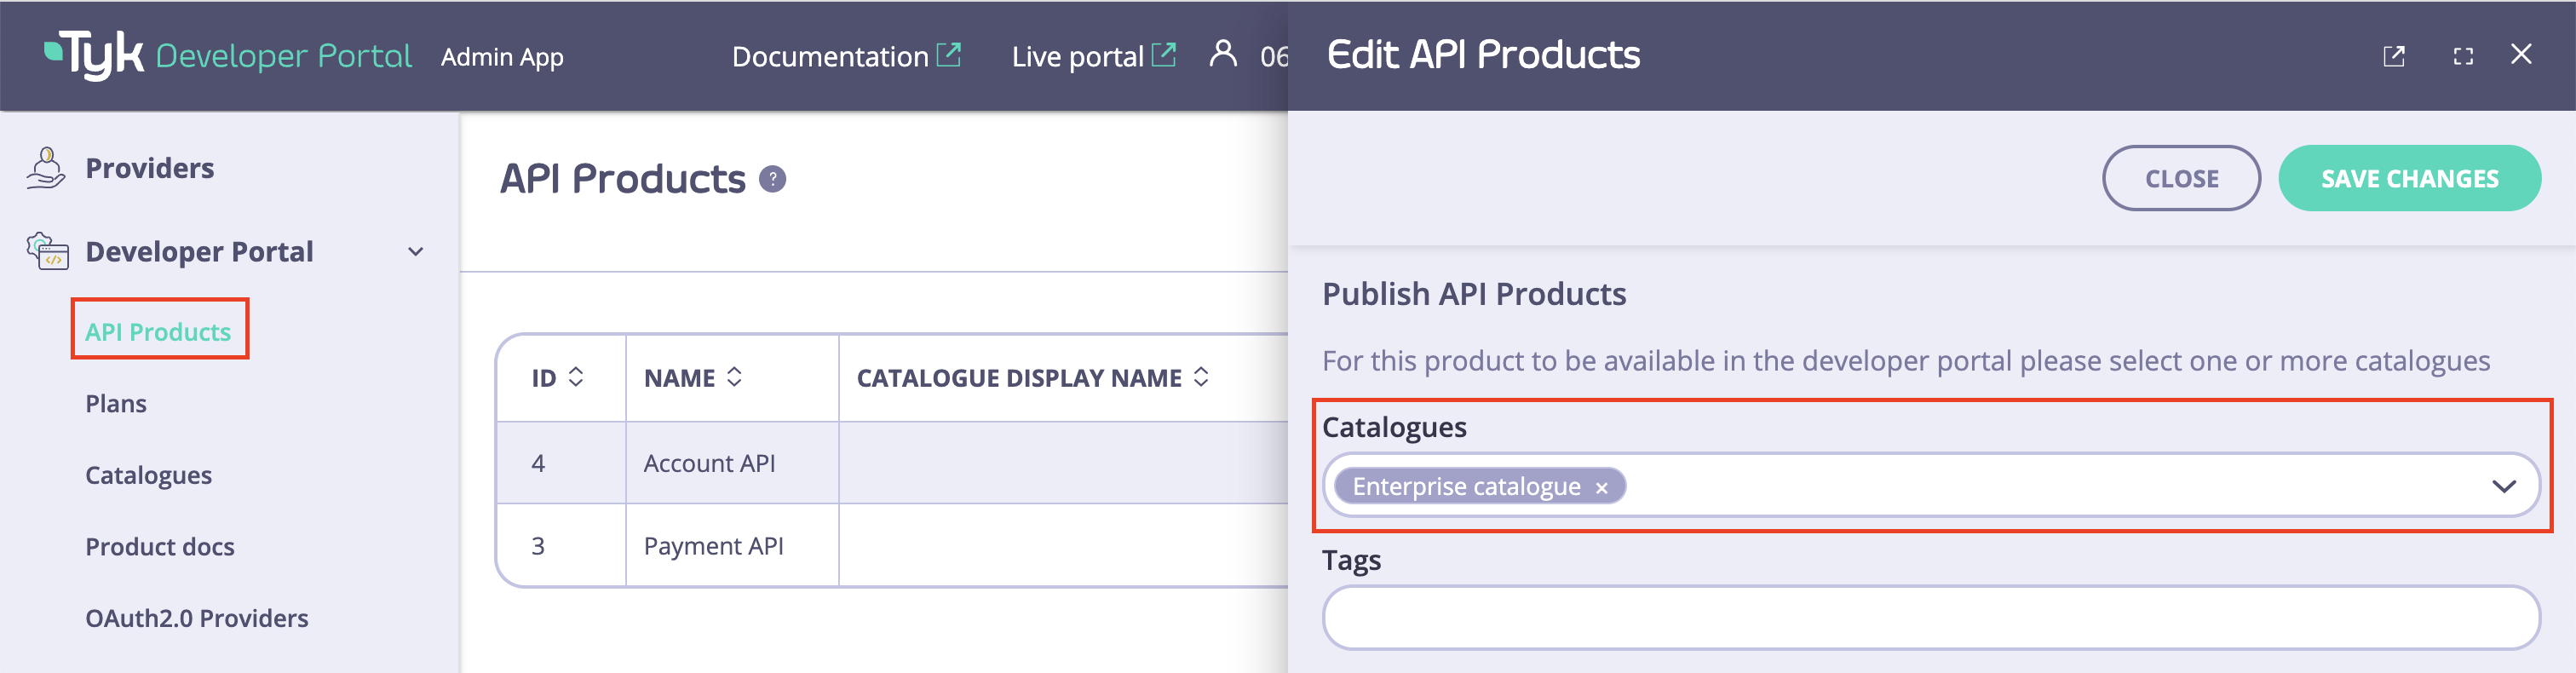 Tyk Developer Portal Admin App Documentation Live portal 06
Edit API Products
Providers
Developer Portal
API Products
Plans
Catalogues
Product docs
OAuth2.0 Providers
API Products ?
ID NAME CATALOGUE DISPLAY NAME
4 Account API
3 Payment API
CLOSE SAVE CHANGES
Publish API Products
For this product to be available in the developer portal please select one or more catalogues
Catalogues
Enterprise catalogue ×
Tags